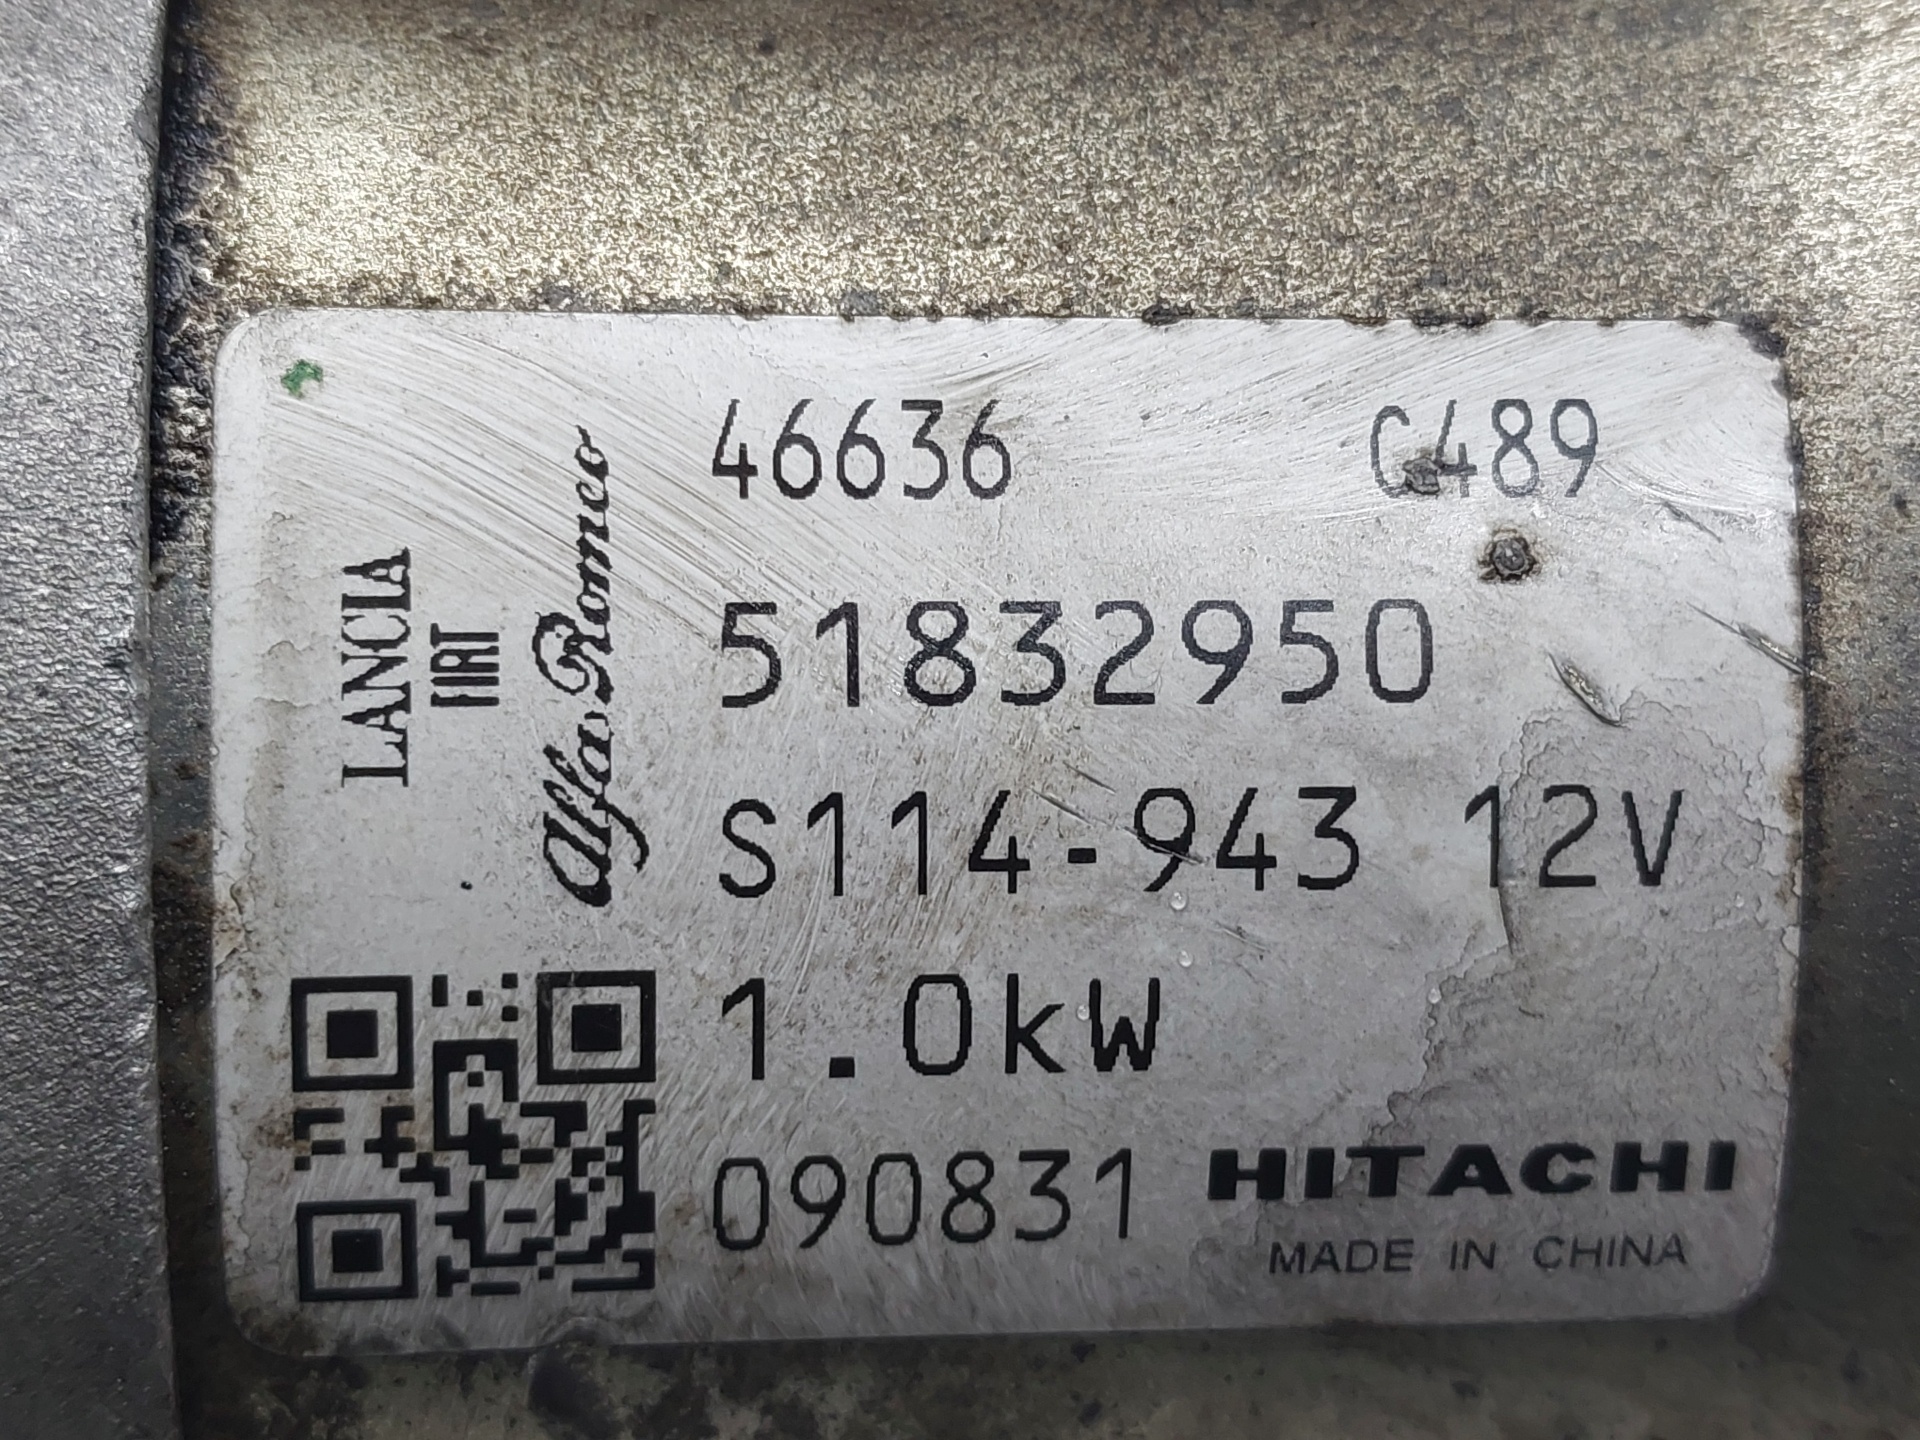 46636 C489
LANCIA
FIAT
Alfa Romeo
51832950
S114-943 12V
1.0kW
090831 HITACHI
MADE IN CHINA